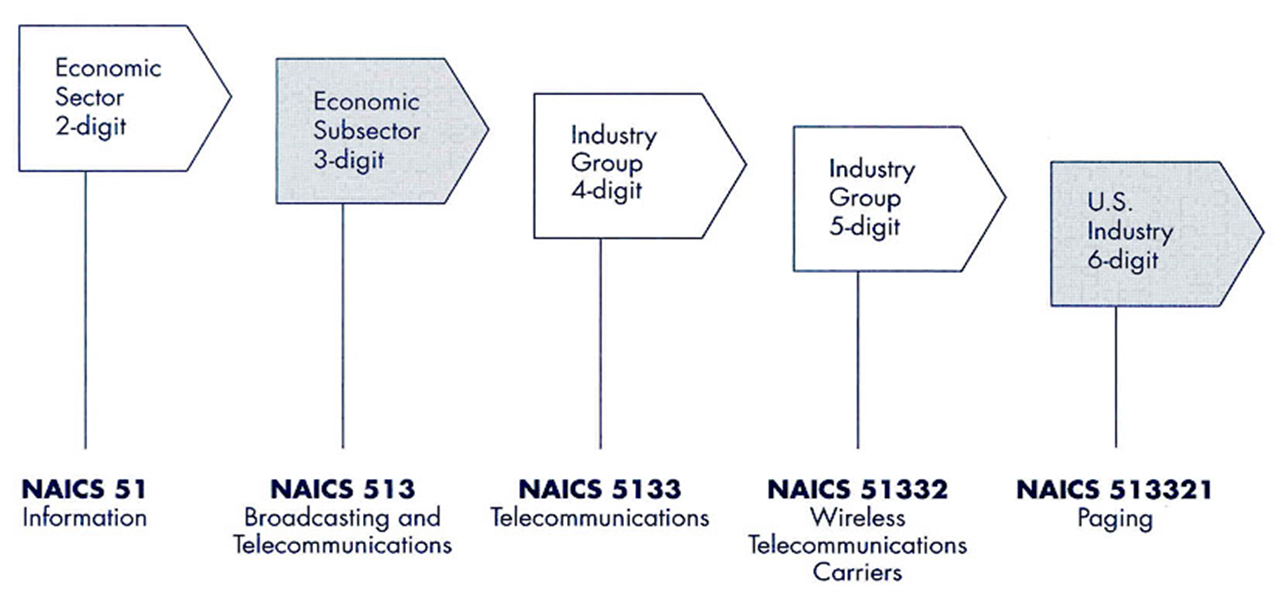 Economic
Sector
2-digit
Economic
Subsector
3-digit
Industry
Group
4-digit
Industry
Group
5-digit
U.S.
Industry
6-digit
NAICS 51
Information
NAICS 513
Broadcasting and
Telecommunications
NAICS 5133
Telecommunications
NAICS 51332
Wireless
Telecommunications
Carriers
NAICS 513321
Paging